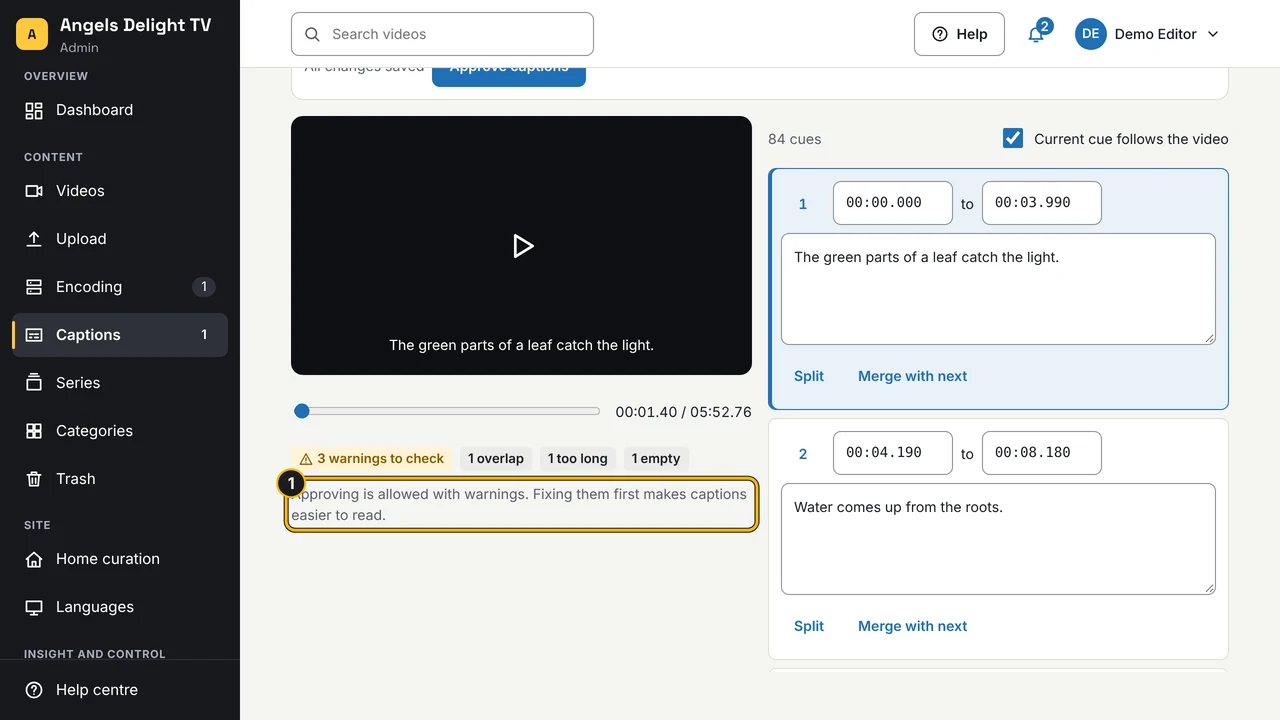 A
Angels Delight TV
Admin
OVERVIEW
Dashboard
CONTENT
Videos
Upload
Encoding 1
Captions 1
Series
Categories
Trash
SITE
Home curation
Languages
INSIGHT AND CONTROL
Help centre
Search videos
Help
2
DE Demo Editor
All changes saved Approve captions
The green parts of a leaf catch the light.
00:01.40 / 05:52.76
3 warnings to check 1 overlap 1 too long 1 empty
1
Approving is allowed with warnings. Fixing them first makes captions
easier to read.
84 cues Current cue follows the video
1 00:00.000 to 00:03.990
The green parts of a leaf catch the light.
Split Merge with next
2 00:04.190 to 00:08.180
Water comes up from the roots.
Split Merge with next